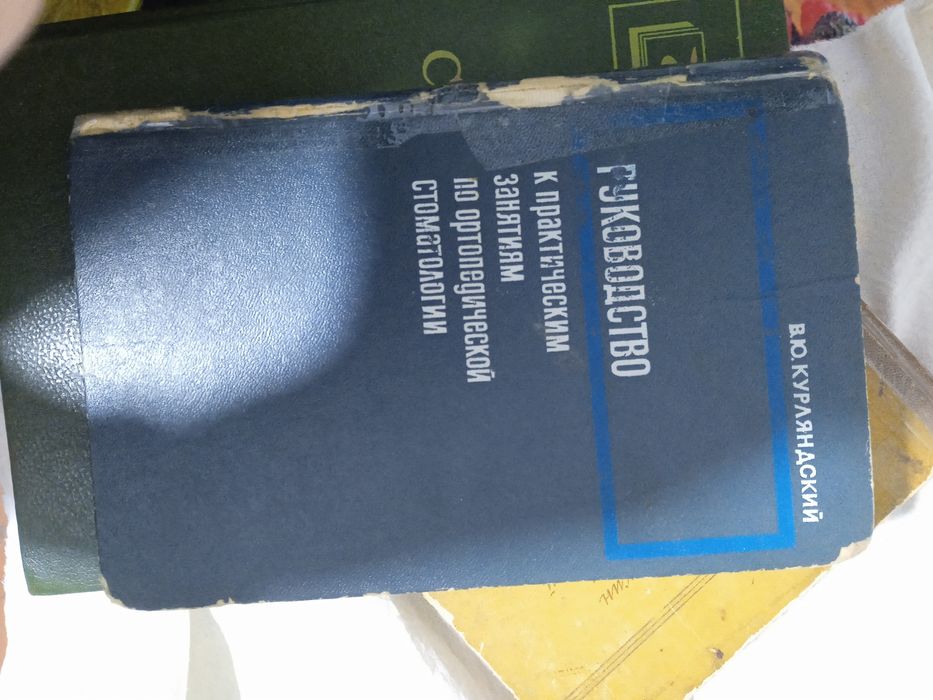 В.Ю.КУРЛЯНДСКИЙ
РУКОВОДСТВО
К ПРАКТИЧЕСКИМ
ЗАНЯТИЯМ
ПО ОРТОПЕДИЧЕСКОЙ
СТОМАТОЛОГИИ